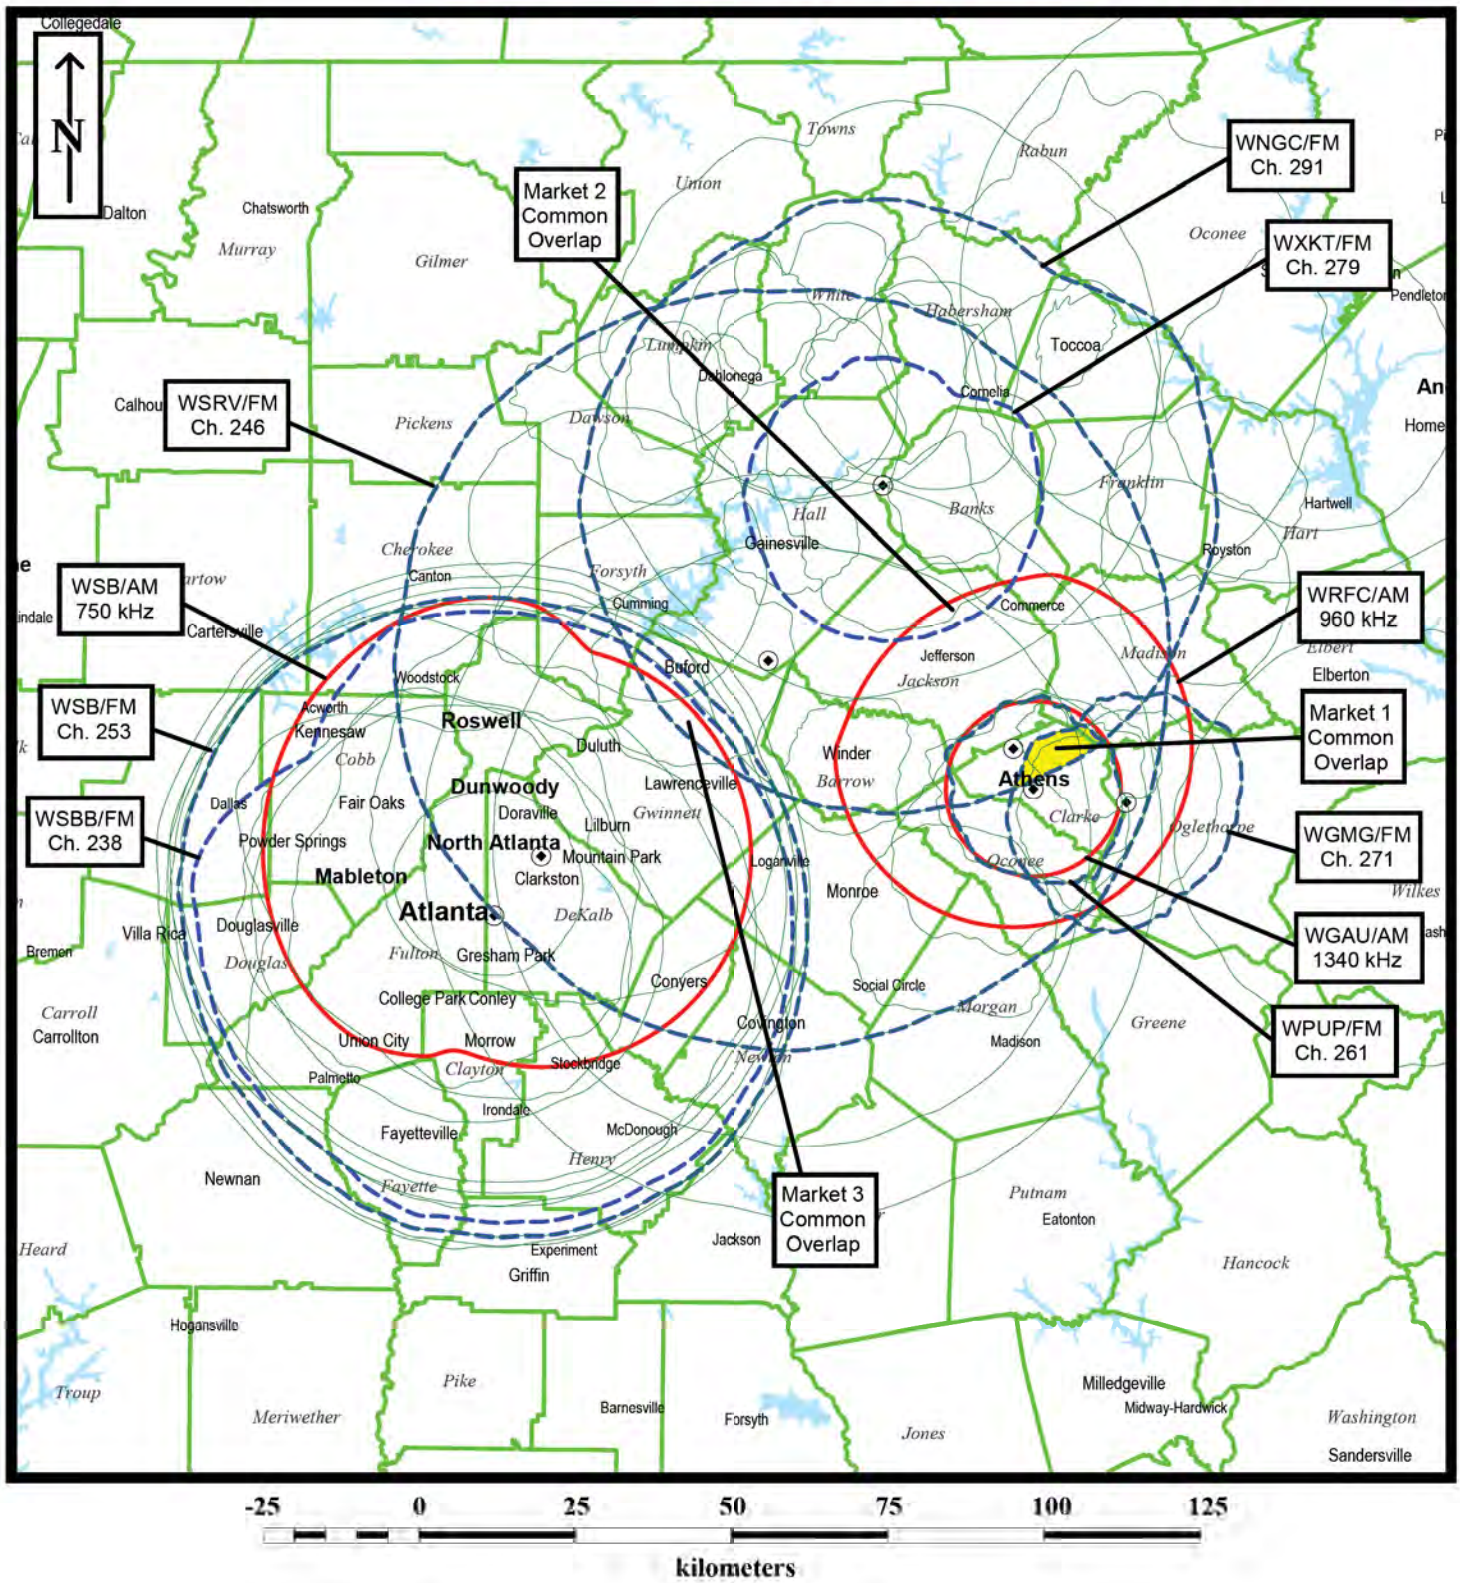 Collegedale
N
Dalton
Chatsworth
Murray
Gilmer
Union
Towns
Rabun
Oconee
WNGC/FM
Ch. 291
Market 2
Common
Overlap
WXKT/FM
Ch. 279
Pendleton
White
Habersham
Lumpkin
Toccoa
Dahlonega
Cornelia
An
Home
Calhou
WSRV/FM
Ch. 246
Pickens
Dawson
Franklin
Hartwell
Hall
Banks
Hart
Gainesville
Royston
Cherokee
Canton
Forsyth
Cumming
Commerce
WSB/AM
750 kHz
artow
indale
Cartersville
WRFC/AM
960 kHz
Elbert
Elberton
Jefferson
Madison
Jackson
Buford
Woodstock
WSB/FM
Ch. 253
Acworth
Kennesaw
Roswell
Cobb
Duluth
Winder
Barrow
Market 1
Common
Overlap
Athens
Dunwoody
Lawrenceville
Dallas
Fair Oaks
Doraville
Lilburn
Gwinnett
Clarke
Oglethorpe
WSBB/FM
Ch. 238
Powder Springs
North Atlanta
Mountain Park
Loganville
Oconee
WGMG/FM
Ch. 271
Mableton
Clarkston
Monroe
Wilkes
Atlanta
DeKalb
Villa Rica
Douglasville
Bremen
Douglas
Fulton
Gresham Park
WGAU/AM
1340 kHz
ash
Conyers
Social Circle
College Park
Conley
Morgan
Carroll
Carrollton
Covington
Greene
WPUP/FM
Ch. 261
Union City
Morrow
Newton
Madison
Palmetto
Clayton
Stockbridge
Irondale
Fayetteville
McDonough
Henry
Newnan
Fayette
Market 3
Common
Overlap
Putnam
Eatonton
Heard
Jackson
Experiment
Griffin
Hancock
Hogansville
Troup
Pike
Meriwether
Barnesville
Forsyth
Jones
Milledgeville
Midway-Hardwick
Washington
Sandersville
-25 0 25 50 75 100 125
kilometers